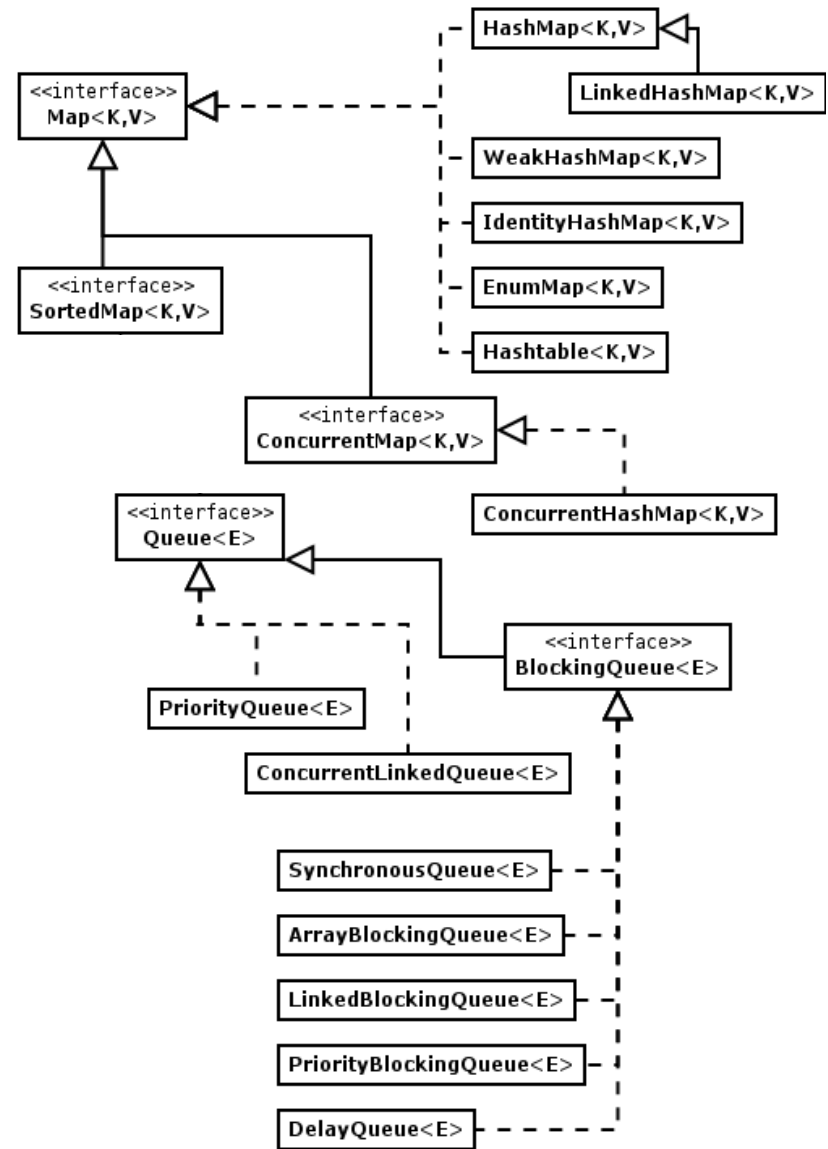 HashMap<K,V>
<<interface>>
Map<K,V>
LinkedHashMap<K,V>
WeakHashMap<K,V>
IdentityHashMap<K,V>
<<interface>>
SortedMap<K,V>
EnumMap<K,V>
Hashtable<K,V>
<<interface>>
ConcurrentMap<K,V>
ConcurrentHashMap<K,V>
<<interface>>
Queue<E>
<<interface>>
BlockingQueue<E>
PriorityQueue<E>
ConcurrentLinkedQueue<E>
SynchronousQueue<E>
ArrayBlockingQueue<E>
LinkedBlockingQueue<E>
PriorityBlockingQueue<E>
DelayQueue<E>